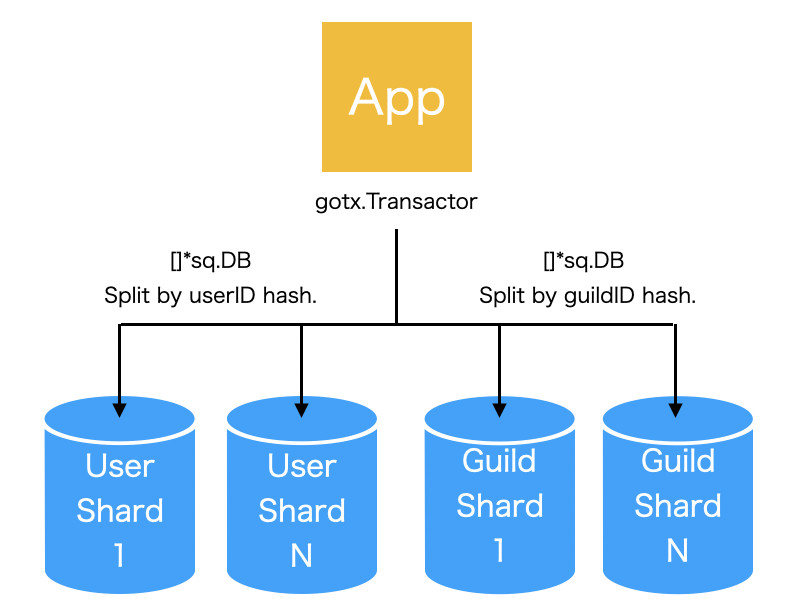 App
gotx.Transactor
[]*sq.DB
Split by userID hash.
[]*sq.DB
Split by guildID hash.
User
Shard
1
User
Shard
N
Guild
Shard
1
Guild
Shard
N